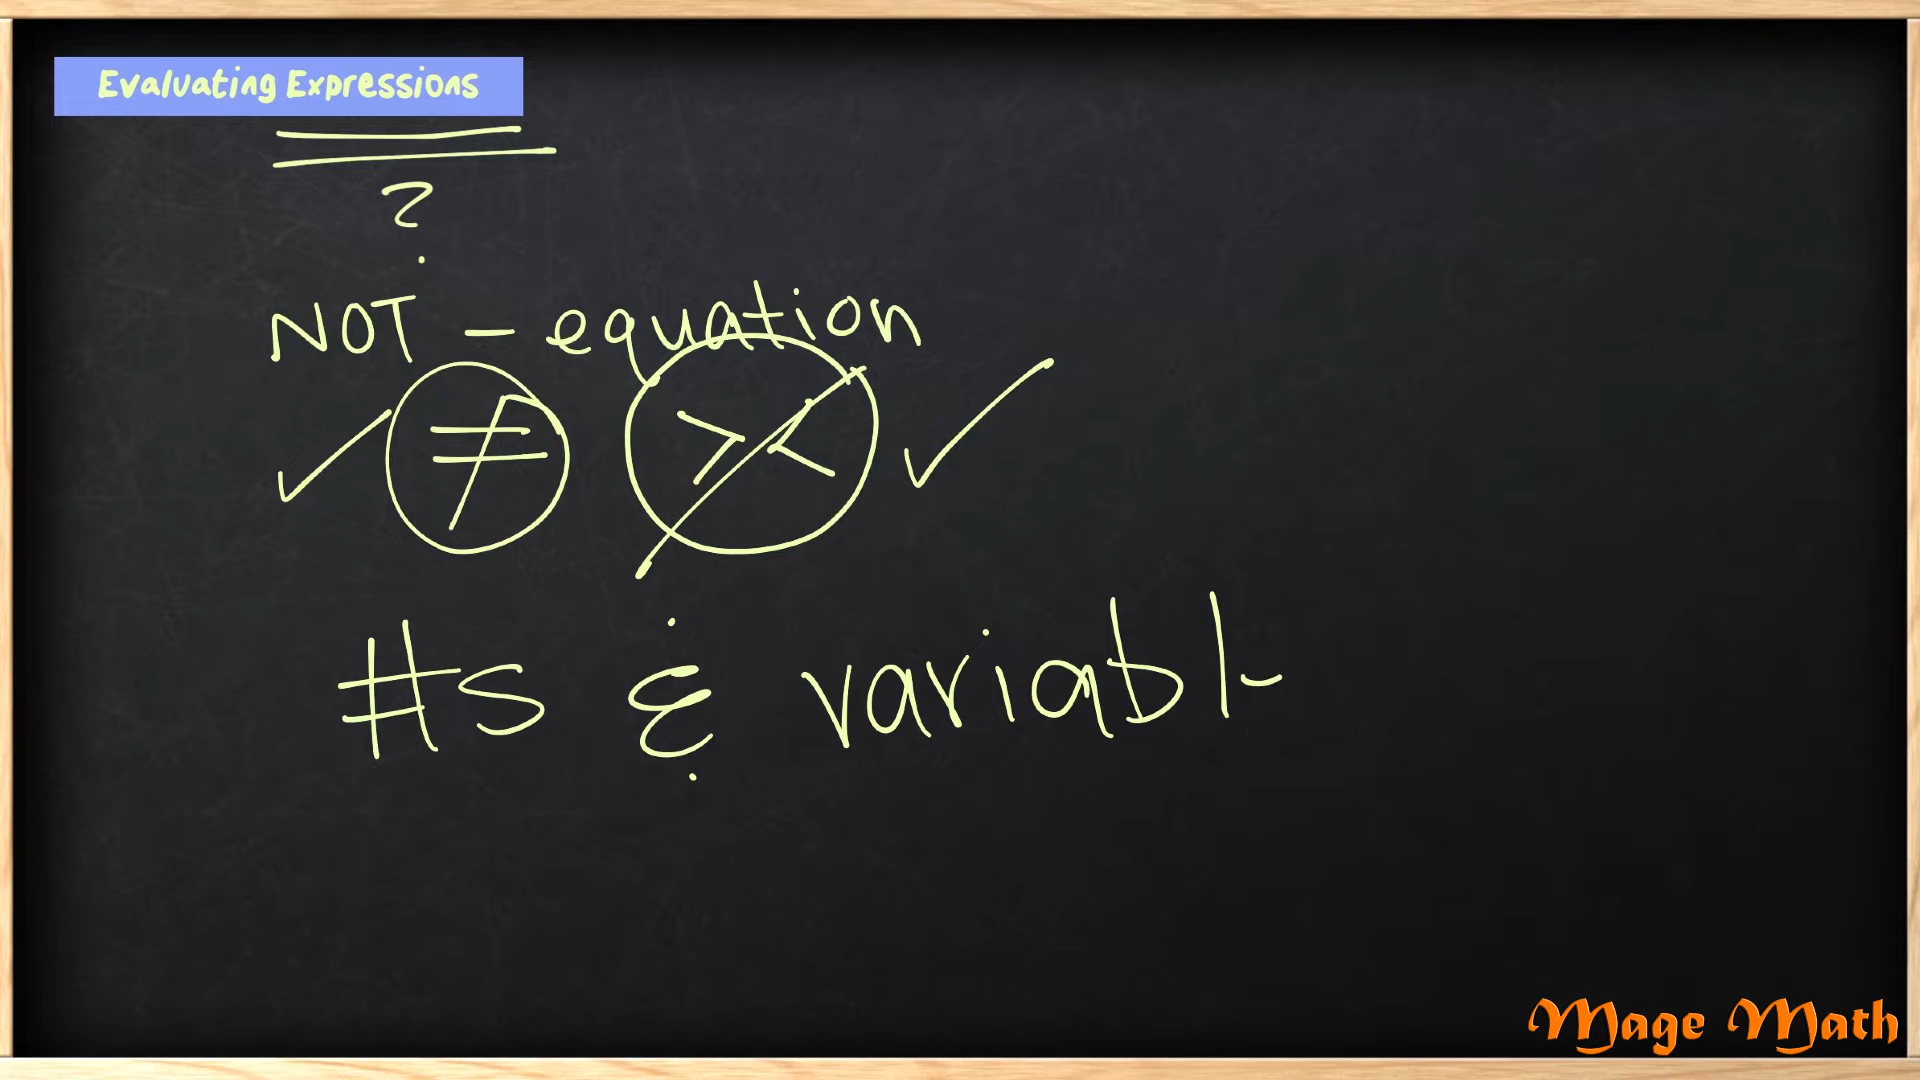 Evaluating Expressions
?
NOT - equation
≠ > <
#s & variabl-
Mage Math